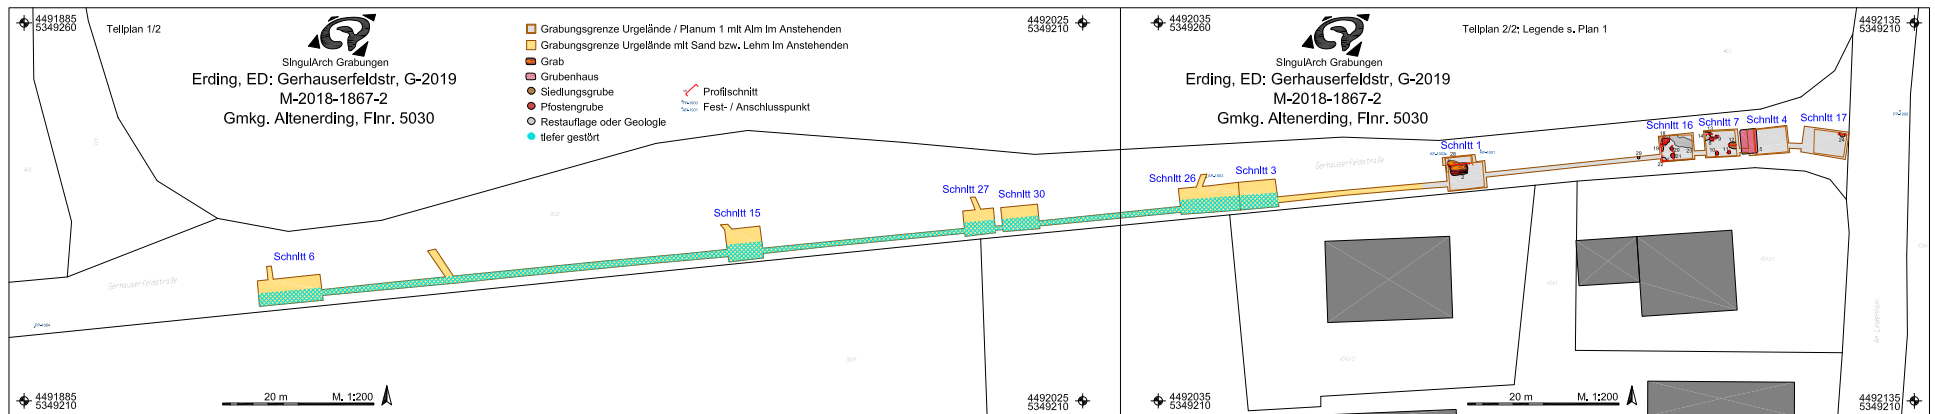 4491885
5349260
Teilplan 1/2
SingulArch Grabungen
Erding, ED: Gerhauserfeldstr, G-2019
M-2018-1867-2
Gmkg. Altenerding, Flnr. 5030
Grabungsgrenze Urgelände / Planum 1 mit Alm im Anstehenden
Grabungsgrenze Urgelände mit Sand bzw. Lehm im Anstehenden
Grab
Grubenhaus
Siedlungsgrube
Pfostengrube
Restauflage oder Geologie
tiefer gestört
Profilschnitt
Fest- / Anschlusspunkt
4492025
5349210
4492035
5349260
SingulArch Grabungen
Erding, ED: Gerhauserfeldstr, G-2019
M-2018-1867-2
Gmkg. Altenerding, Flnr. 5030
Teilplan 2/2; Legende s. Plan 1
4492135
5349210
Schnitt 6
Schnitt 15
Schnitt 27
Schnitt 30
Schnitt 26
Schnitt 3
Schnitt 1
Schnitt 16
Schnitt 7
Schnitt 4
Schnitt 17
Gerhauserfeldstraße
Gerhauserfeldstraße
4491885
5349210
20 m
M. 1:200
4492025
5349210
4492035
5349210
20 m
M. 1:200
4492135
5349210